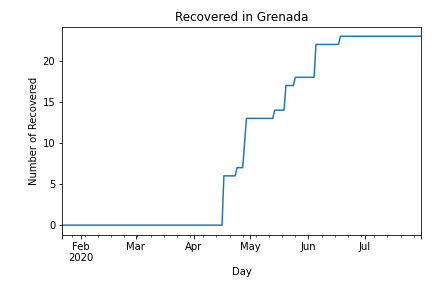 Recovered in Grenada
Number of Recovered
20
15
10
5
0
Feb
2020
Mar
Apr
May
Jun
Jul
Day